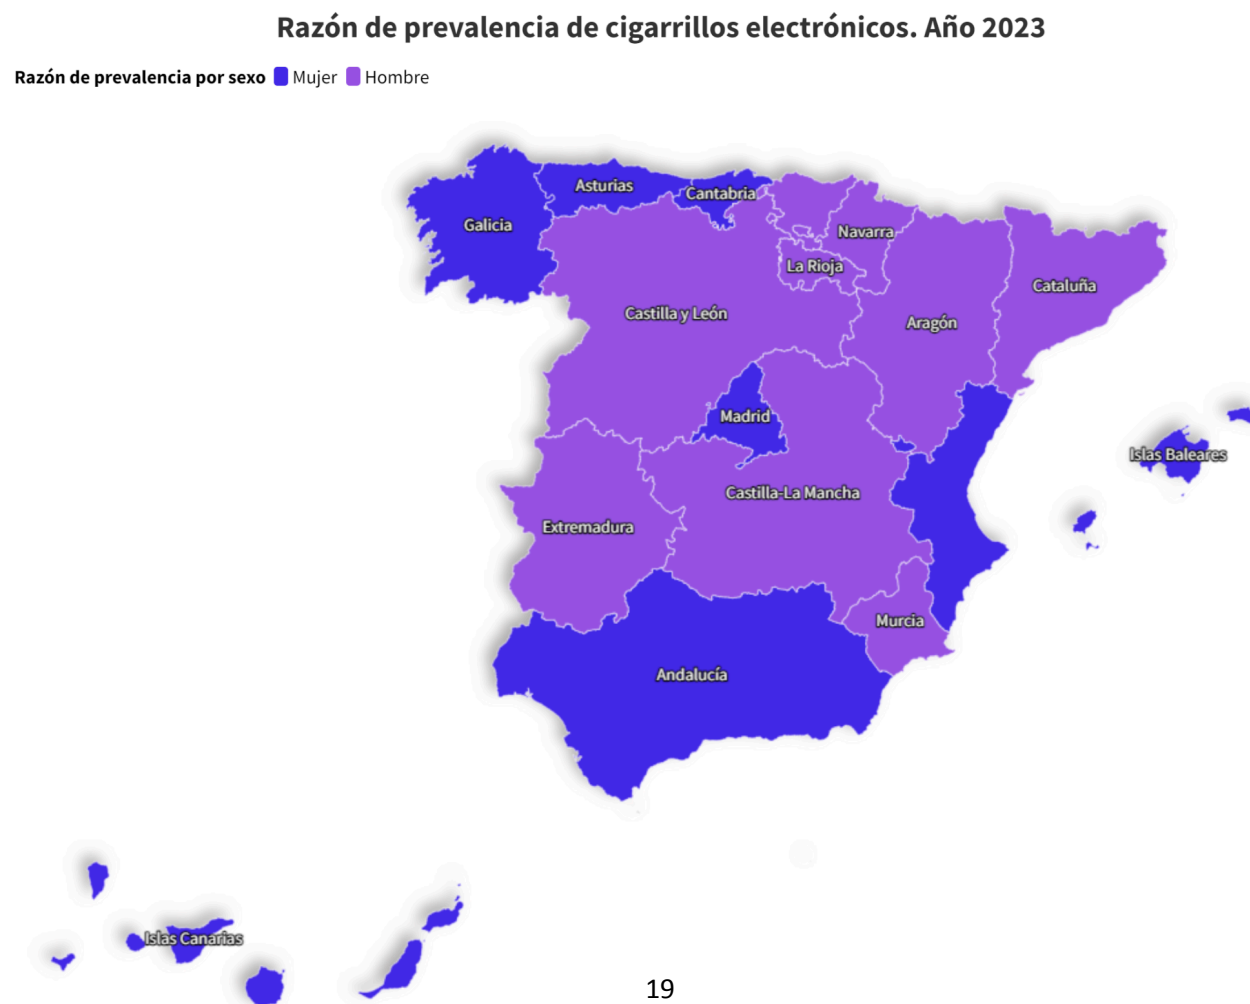 Razón de prevalencia de cigarrillos electrónicos. Año 2023
Razón de prevalencia por sexo Mujer Hombre
Asturias
Cantabria
Galicia
Navarra
La Rioja
Cataluña
Castilla y León
Aragón
Madrid
Islas Baleares
Castilla-La Mancha
Extremadura
Murcia
Andalucía
Islas Canarias
19